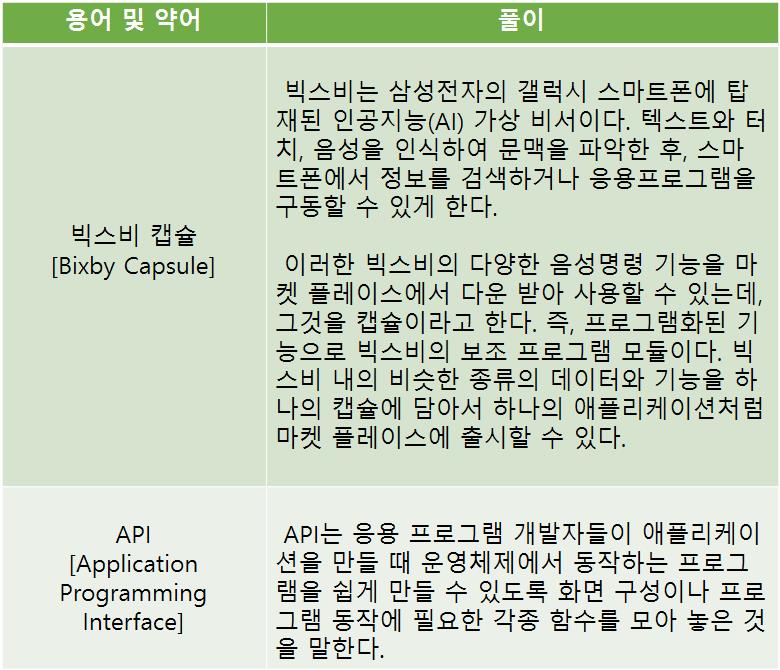 용어 및 약어
풀이
빅스비 캡슐
[Bixby Capsule]
빅스비는 삼성전자의 갤럭시 스마트폰에 탑
재된 인공지능(AI) 가상 비서이다. 텍스트와 터
치, 음성을 인식하여 문맥을 파악한 후, 스마
트폰에서 정보를 검색하거나 응용프로그램을
구동할 수 있게 한다.
이러한 빅스비의 다양한 음성명령 기능을 마
켓 플레이스에서 다운 받아 사용할 수 있는데,
그것을 캡슐이라고 한다. 즉, 프로그램화된 기
능으로 빅스비의 보조 프로그램 모듈이다. 빅
스비 내의 비슷한 종류의 데이터와 기능을 하
나의 캡슐에 담아서 하나의 애플리케이션처럼
마켓 플레이스에 출시할 수 있다.
API
[Application
Programming
Interface]
API는 응용 프로그램 개발자들이 애플리케이
션을 만들 때 운영체제에서 동작하는 프로그
램을 쉽게 만들 수 있도록 화면 구성이나 프로
그램 동작에 필요한 각종 함수를 모아 놓은 것
을 말한다.